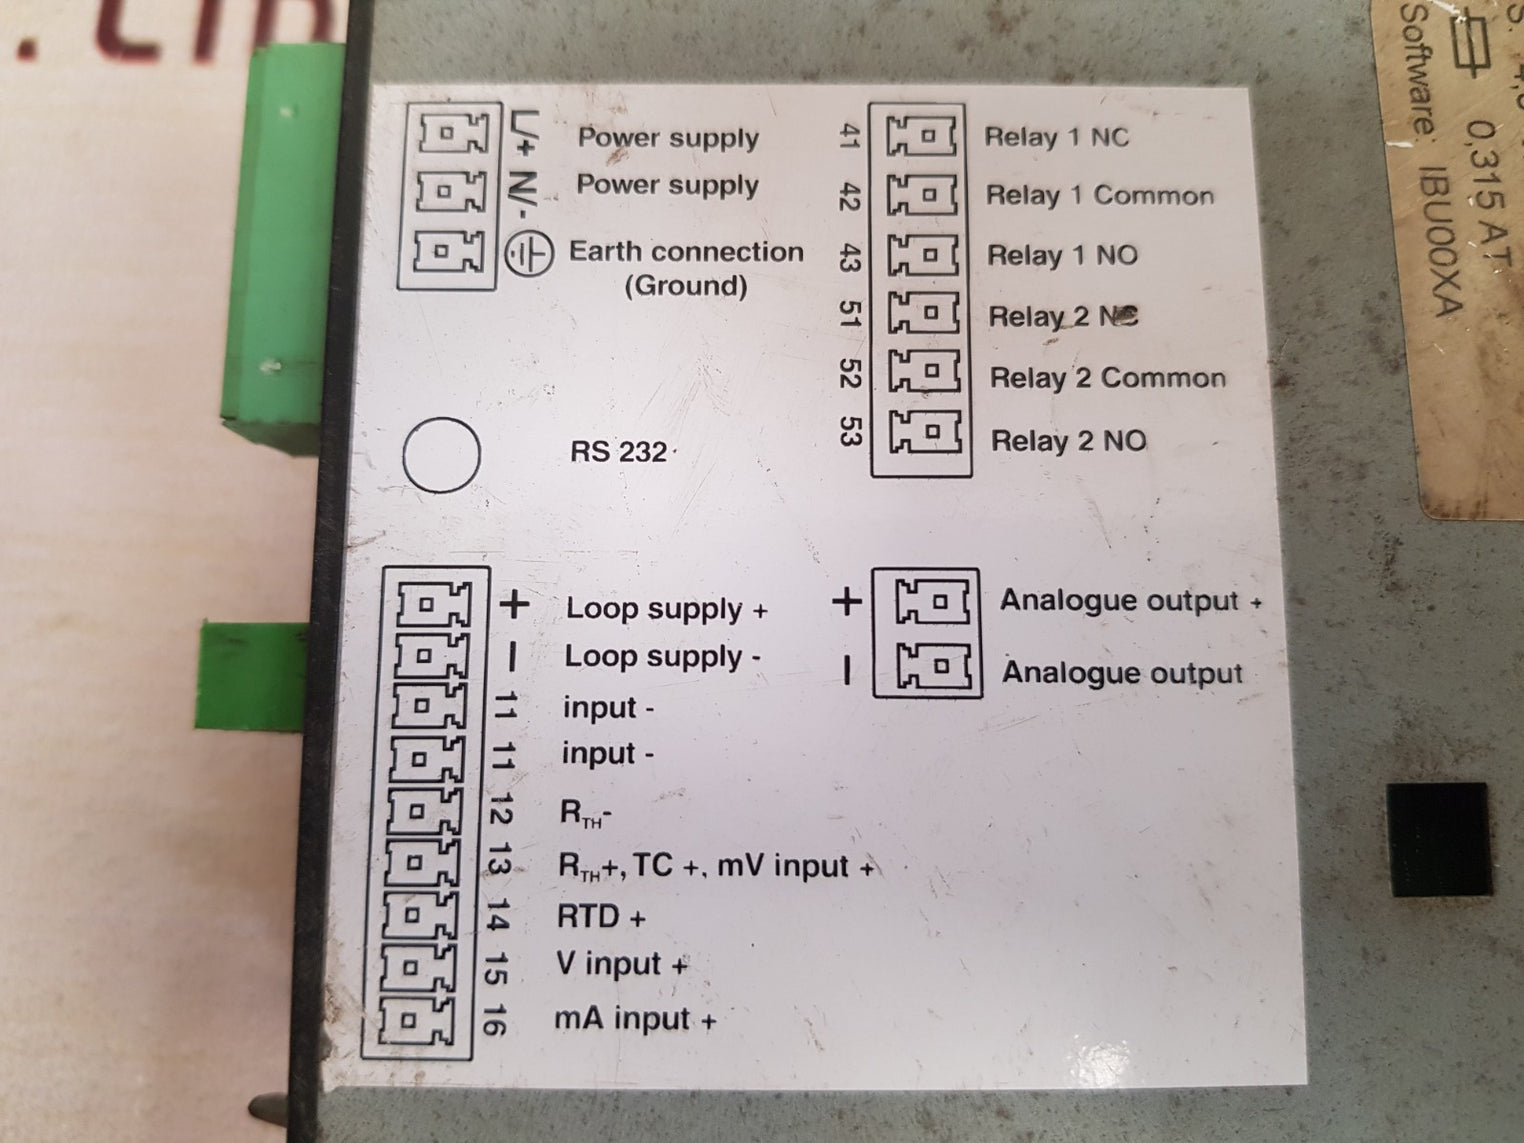 L/+ Power supply
N/- Power supply
Earth connection
(Ground)
RS 232
41 Relay 1 NC
42 Relay 1 Common
43 Relay 1 NO
51 Relay 2 NC
52 Relay 2 Common
53 Relay 2 NO
+ Loop supply +
- Loop supply -
11 input -
11 input -
12 RTH-
13 RTH+, TC +, mV input +
14 RTD +
15 V input +
16 mA input +
+ Analogue output +
- Analogue output
0,315 AT
Software: IBU00XA